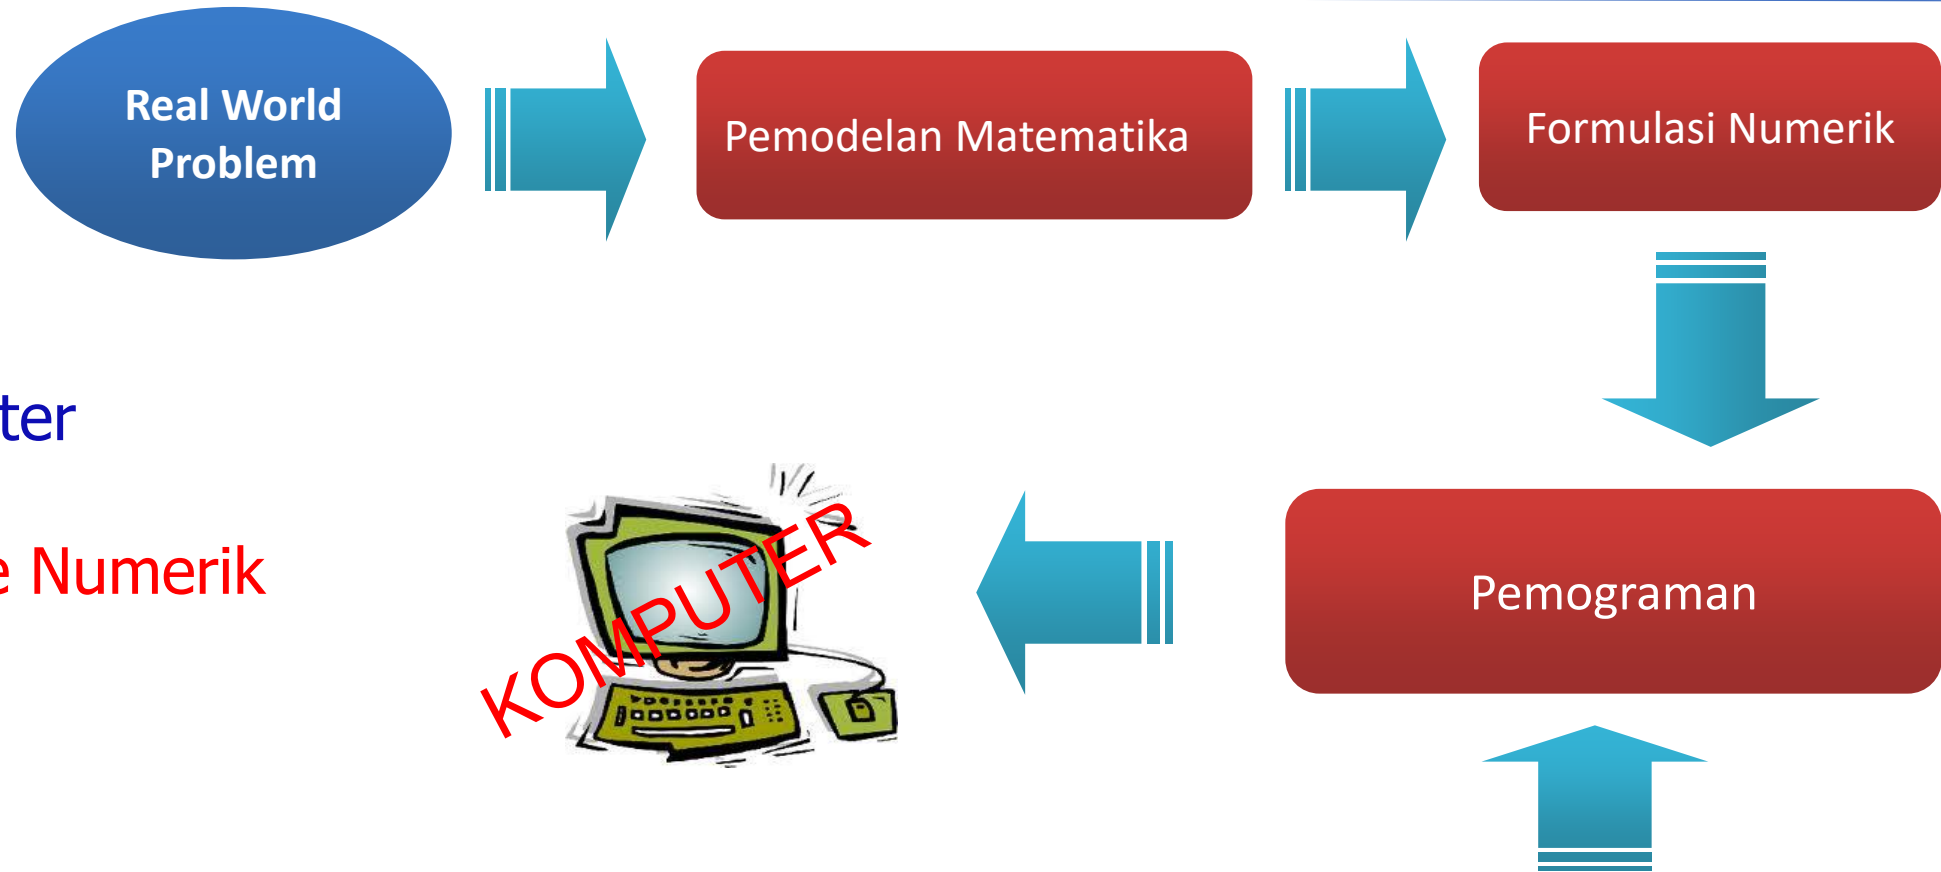 Real World
Problem
Pemodelan Matematika
Formulasi Numerik
ter
e Numerik
KOMPUTER
Pemograman